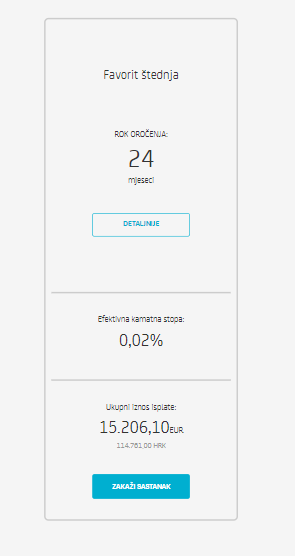 Favorit štednja
ROK OROČENJA:
24
mjeseci
DETALJNIJE
Efektivna kamatna stopa:
0,02%
Ukupni iznos isplate:
15.206,10EUR
114.761,00 HRK
ZAKAŽI SASTANAK